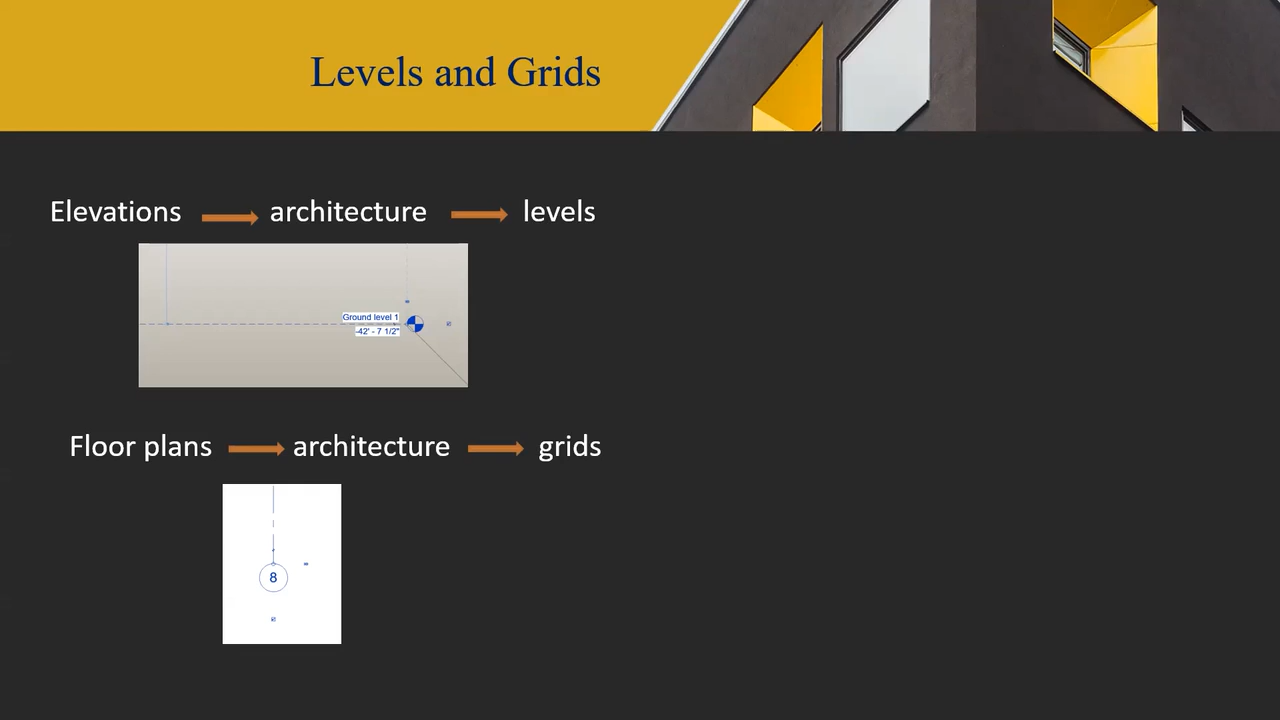 Levels and Grids
Elevations architecture levels
Ground level 1
-42' - 7 1/2"
Floor plans architecture grids
8